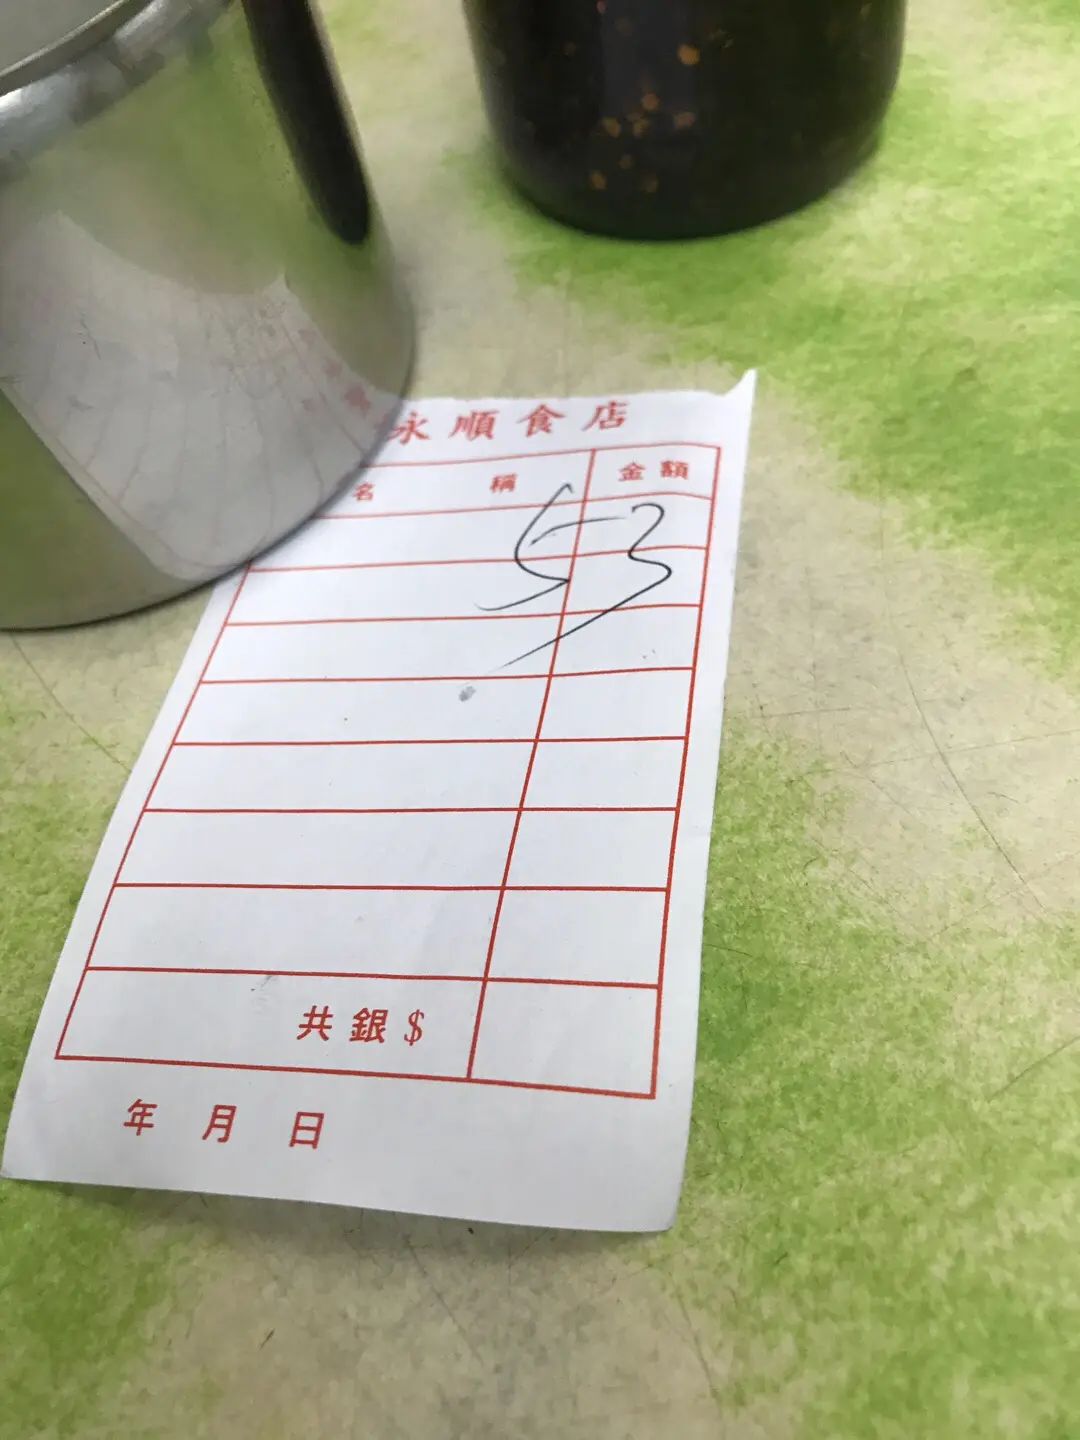 永順食店
名 稱 金額
53
共銀$
年 月 日